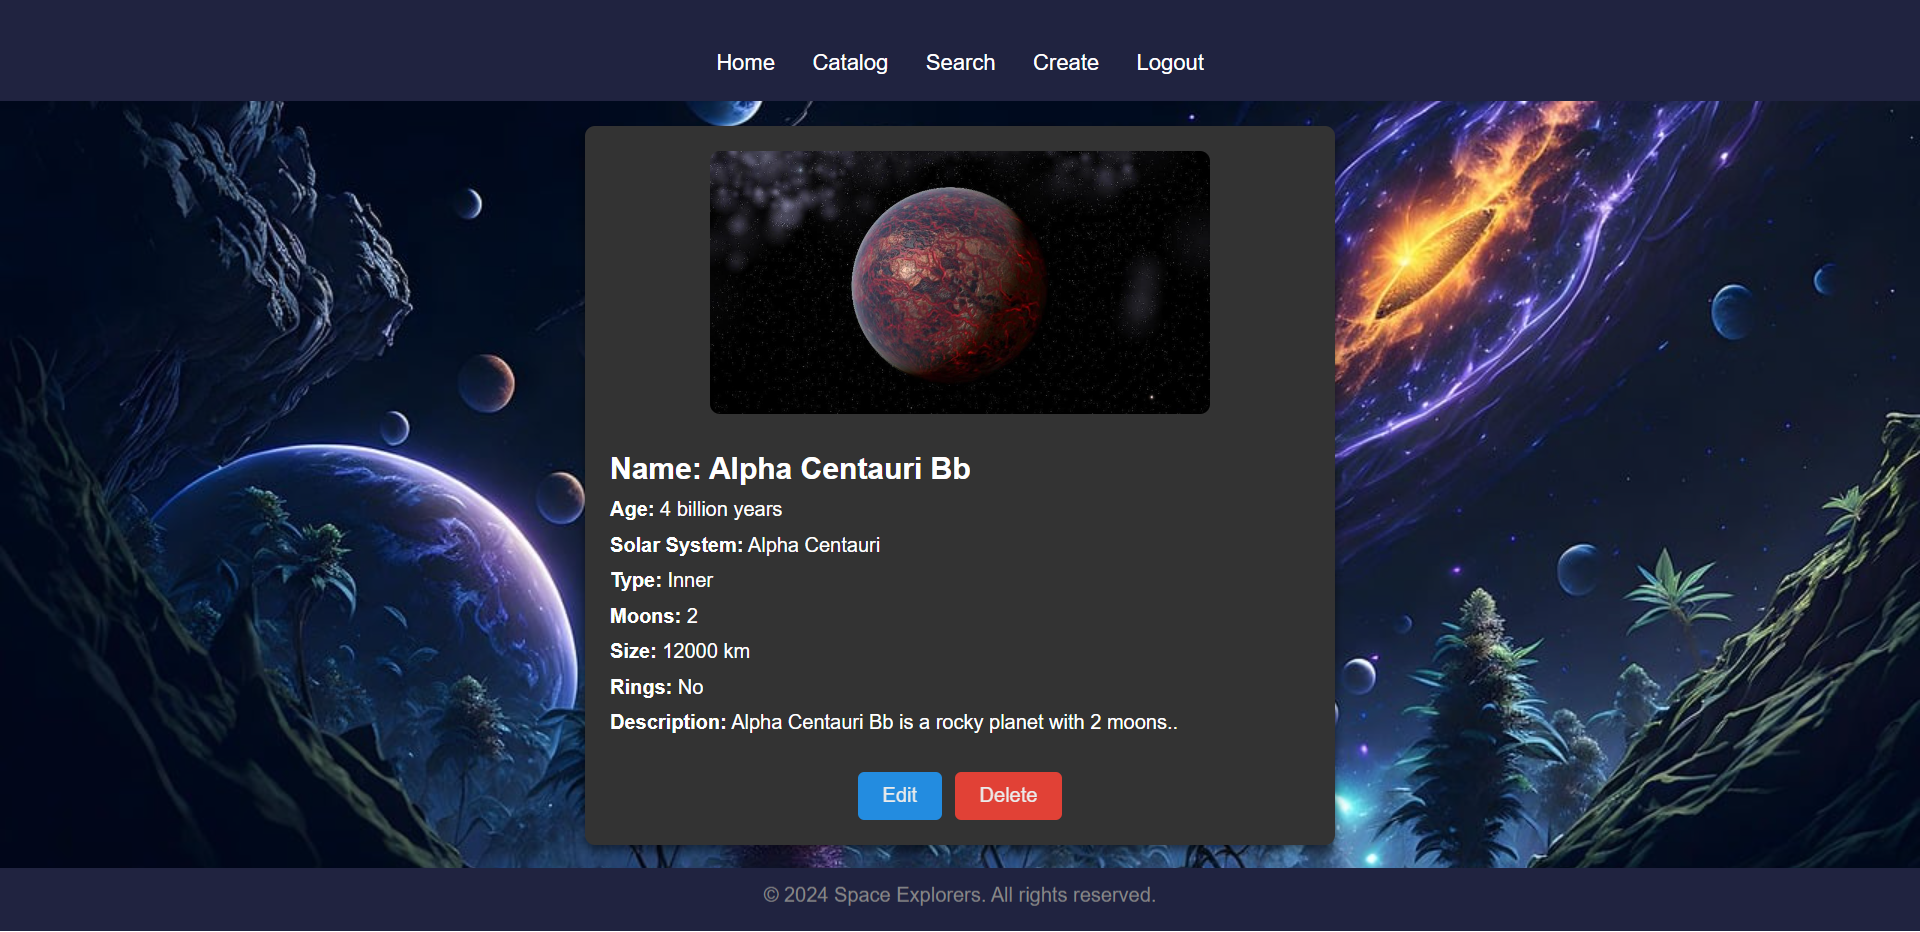 Home Catalog Search Create Logout
Name: Alpha Centauri Bb
Age: 4 billion years
Solar System: Alpha Centauri
Type: Inner
Moons: 2
Size: 12000 km
Rings: No
Description: Alpha Centauri Bb is a rocky planet with 2 moons..
Edit Delete
© 2024 Space Explorers. All rights reserved.